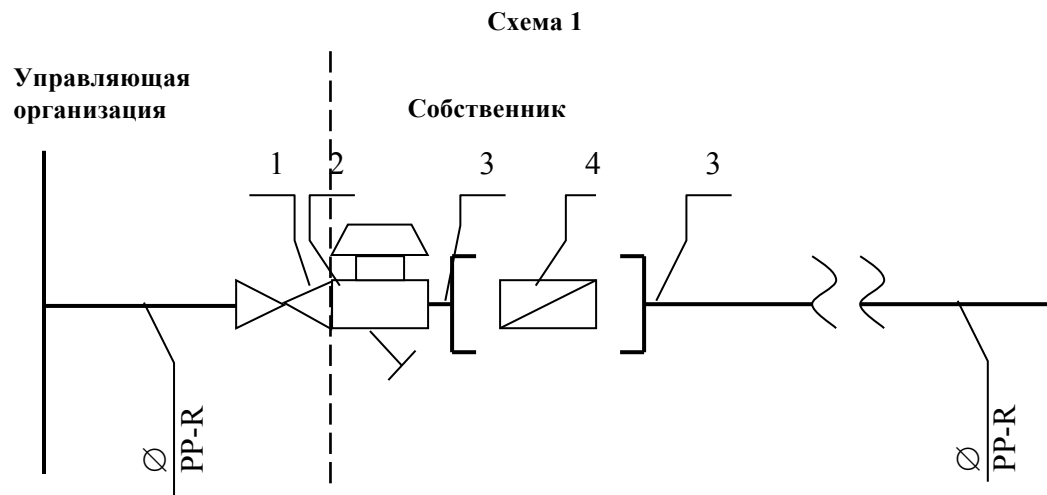 Схема 1
Управляющая
организация
Собственник
1 2 3 4 3
∅
PP-R
∅
PP-R